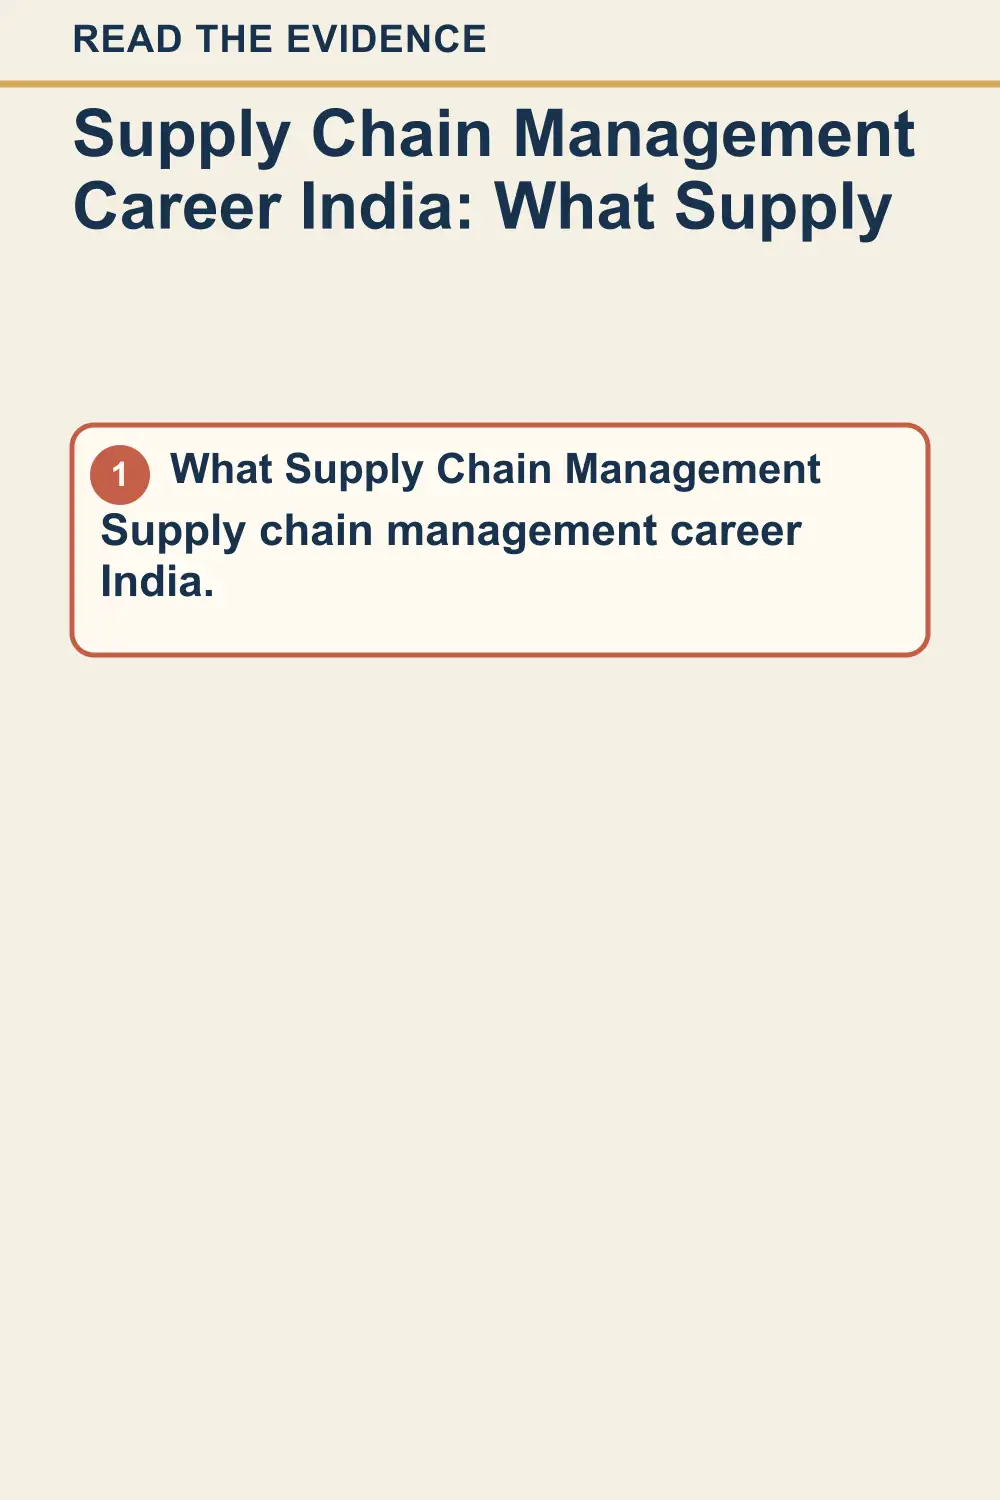 READ THE EVIDENCE
Supply Chain Management
Career India: What Supply
1 What Supply Chain Management
Supply chain management career
India.